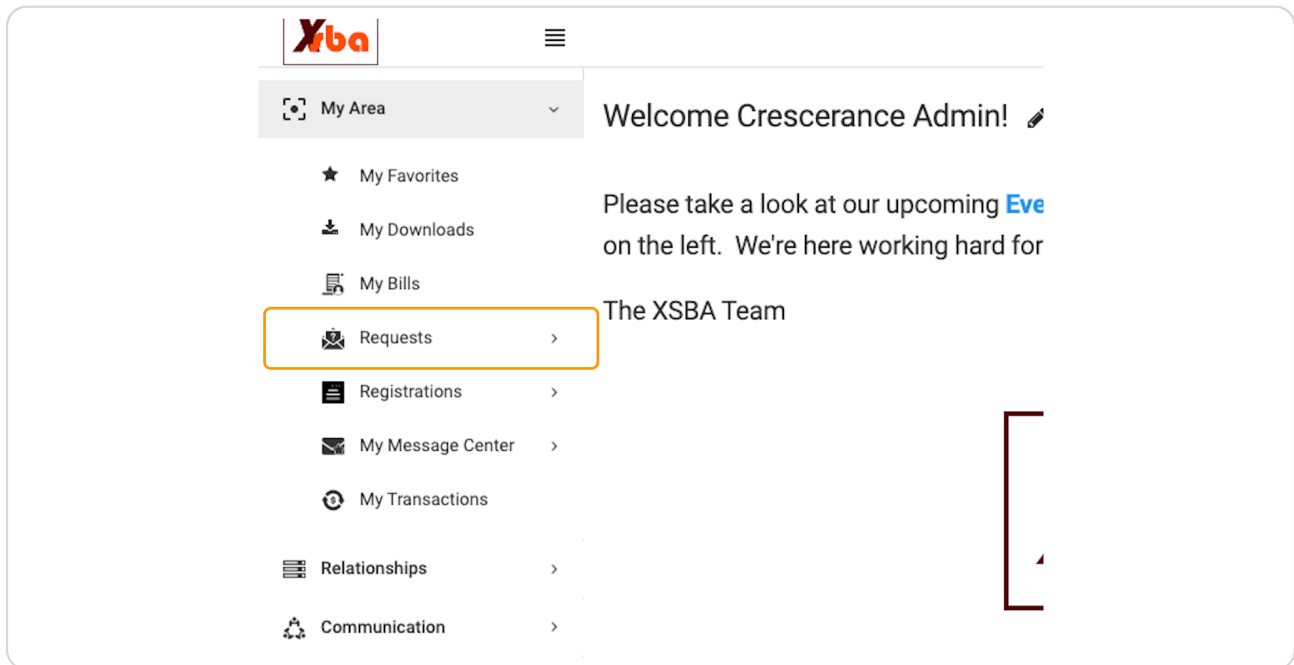 Xrba
My Area
Welcome Crescerance Admin!
My Favorites
Please take a look at our upcoming Eve
My Downloads
on the left. We're here working hard for
My Bills
The XSBA Team
Requests
Registrations
My Message Center
My Transactions
Relationships
Communication